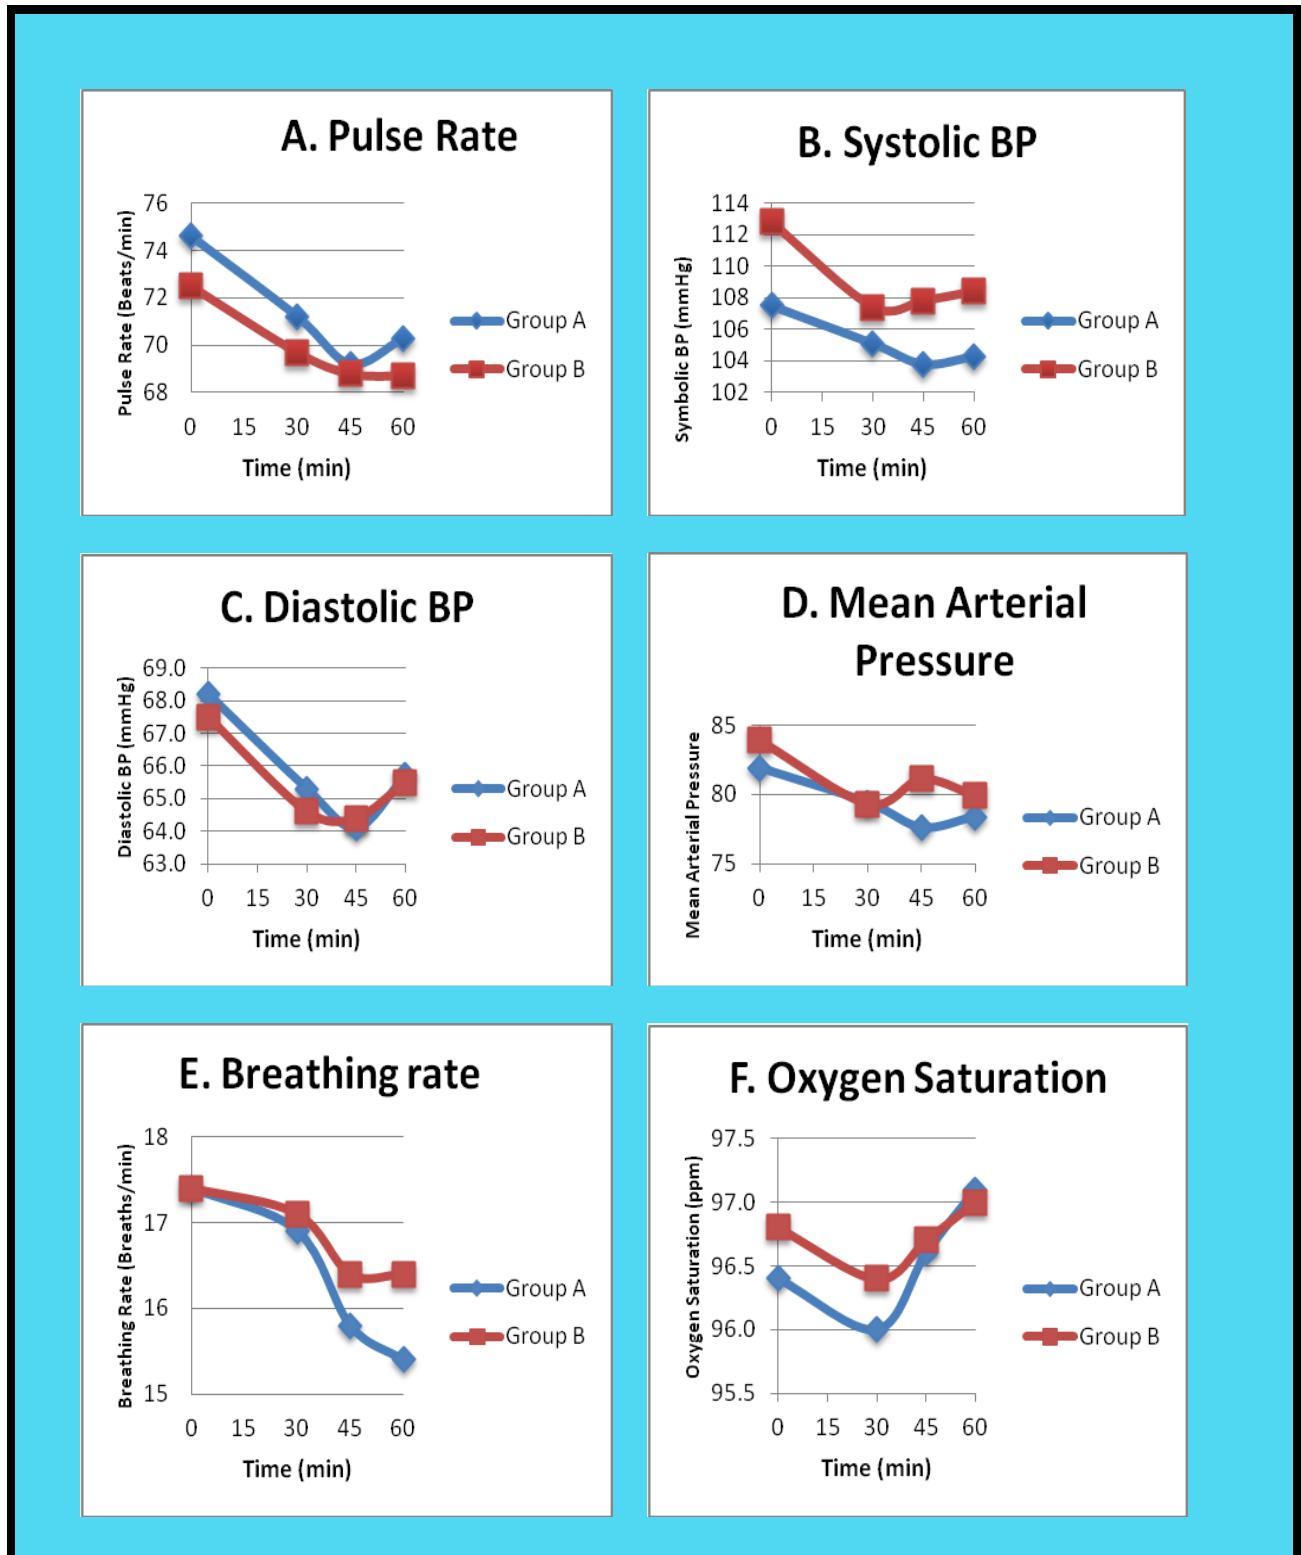 A. Pulse Rate
Pulse Rate (Beats/min)
76
74
72
70
68
0 15 30 45 60
Time (min)
Group A
Group B
B. Systolic BP
Symbolic BP (mmHg)
114
112
110
108
106
104
102
0 15 30 45 60
Time (min)
Group A
Group B
C. Diastolic BP
Diastolic BP (mmHg)
69.0
68.0
67.0
66.0
65.0
64.0
63.0
0 15 30 45 60
Time (min)
Group A
Group B
D. Mean Arterial
Pressure
Mean Arterial Pressure
85
80
75
0 15 30 45 60
Time (min)
Group A
Group B
E. Breathing rate
Breathing Rate (Breaths/min)
18
17
16
15
0 15 30 45 60
Time (min)
Group A
Group B
F. Oxygen Saturation
Oxygen Saturation (ppm)
97.5
97.0
96.5
96.0
95.5
0 15 30 45 60
Time (min)
Group A
Group B